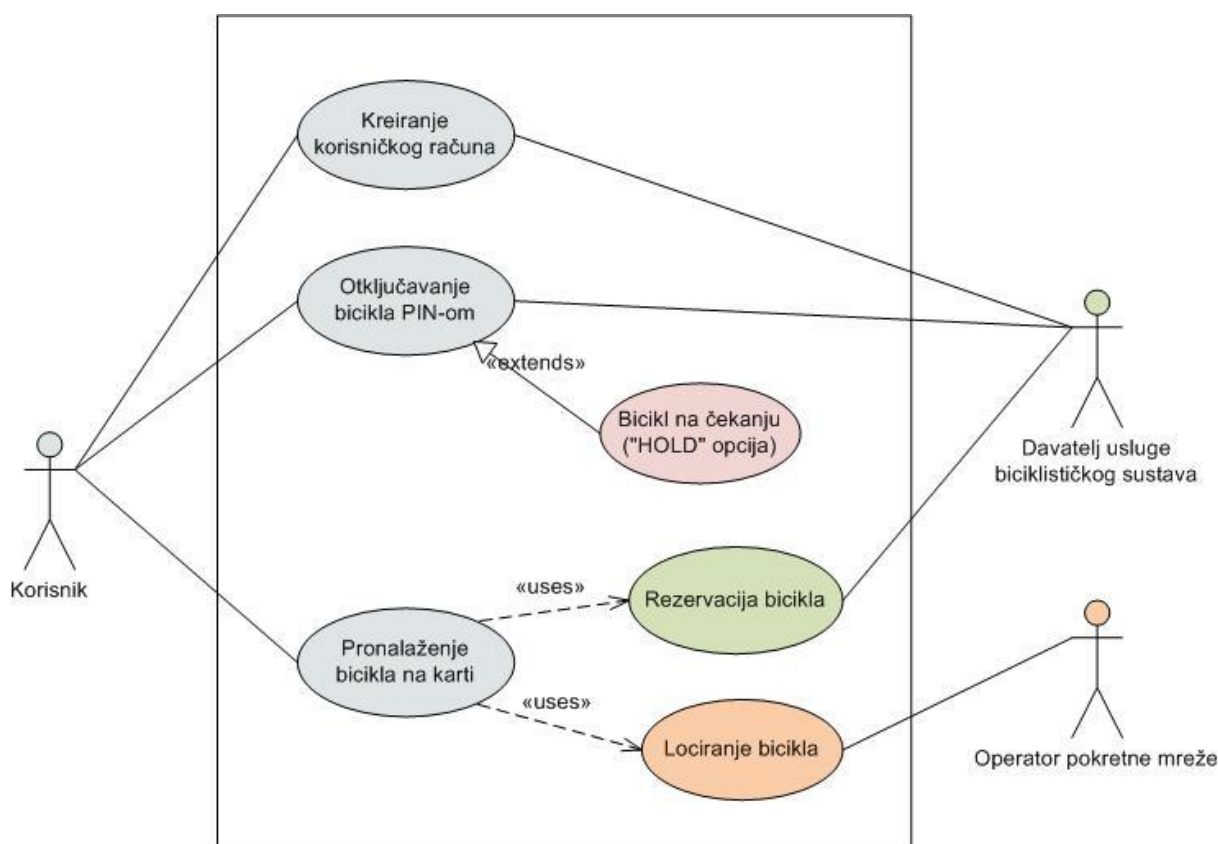 Kreiranje
korisničkog računa
Otključavanje
bicikla PIN-om
«extends»
Bicikl na čekanju
("HOLD" opcija)
Davatelj usluge
biciklističkog sustava
Korisnik
«uses»
Rezervacija bicikla
Pronalaženje
bicikla na karti
«uses»
Lociranje bicikla
Operator pokretne mreže